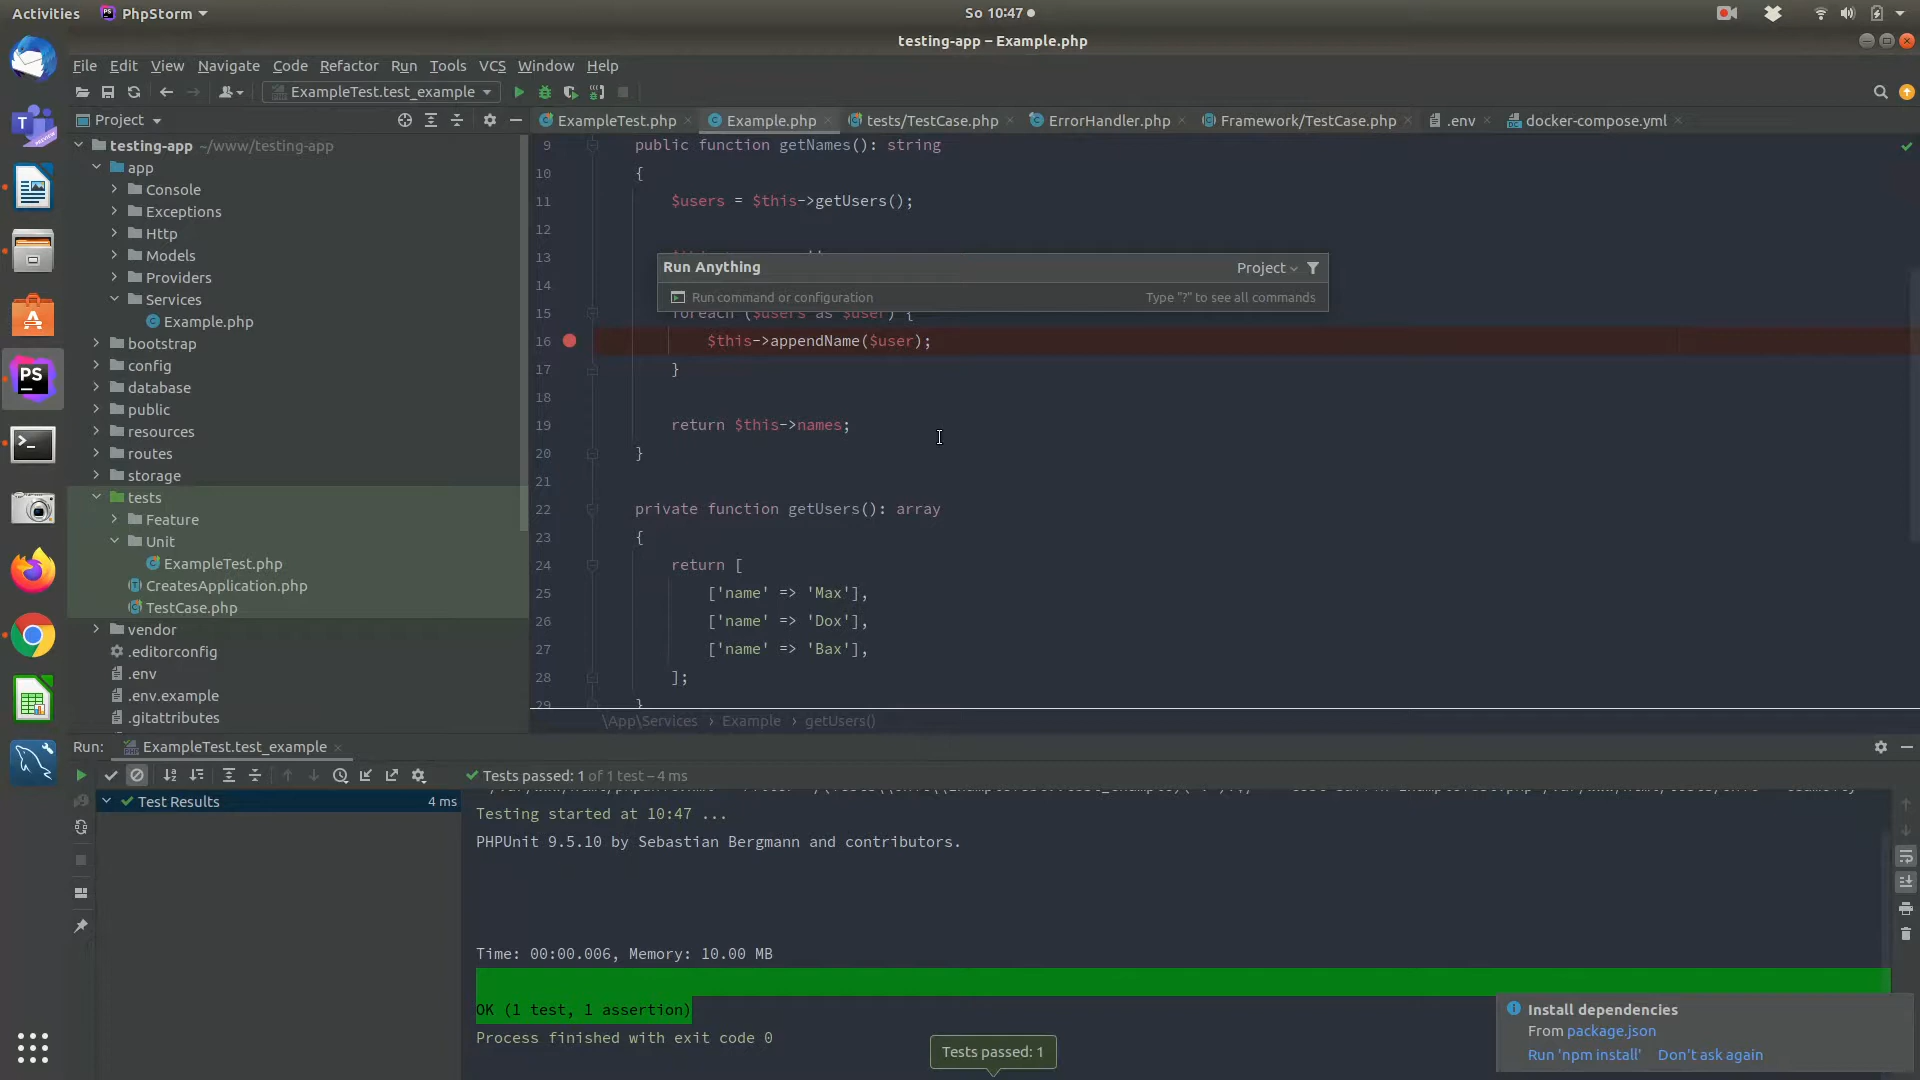 Activities PhpStorm So 10:47
testing-app – Example.php
File Edit View Navigate Code Refactor Run Tools VCS Window Help
ExampleTest.test_example
Project
ExampleTest.php Example.php tests/TestCase.php ErrorHandler.php Framework/TestCase.php .env docker-compose.yml
testing-app ~/www/testing-app
app
Console
Exceptions
Http
Models
Providers
Services
Example.php
bootstrap
config
database
public
resources
routes
storage
tests
Feature
Unit
ExampleTest.php
CreatesApplication.php
TestCase.php
vendor
.editorconfig
.env
.env.example
.gitattributes
9 public function getNames(): string
10 {
11 $users = $this->getUsers();
12
13
Run Anything Project
Run command or configuration Type "?" to see all commands
14
15 foreach ($users as $user) {
16 $this->appendName($user);
17 }
18
19 return $this->names;
20 }
21
22 private function getUsers(): array
23 {
24 return [
25 ['name' => 'Max'],
26 ['name' => 'Dox'],
27 ['name' => 'Bax'],
28 ];
29 }
\App\Services › Example › getUsers()
Run: ExampleTest.test_example
Tests passed: 1 of 1 test – 4 ms
Test Results 4 ms
Testing started at 10:47 ...
PHPUnit 9.5.10 by Sebastian Bergmann and contributors.
Time: 00:00.006, Memory: 10.00 MB
OK (1 test, 1 assertion)
Process finished with exit code 0
Tests passed: 1
Install dependencies
From package.json
Run 'npm install' Don't ask again